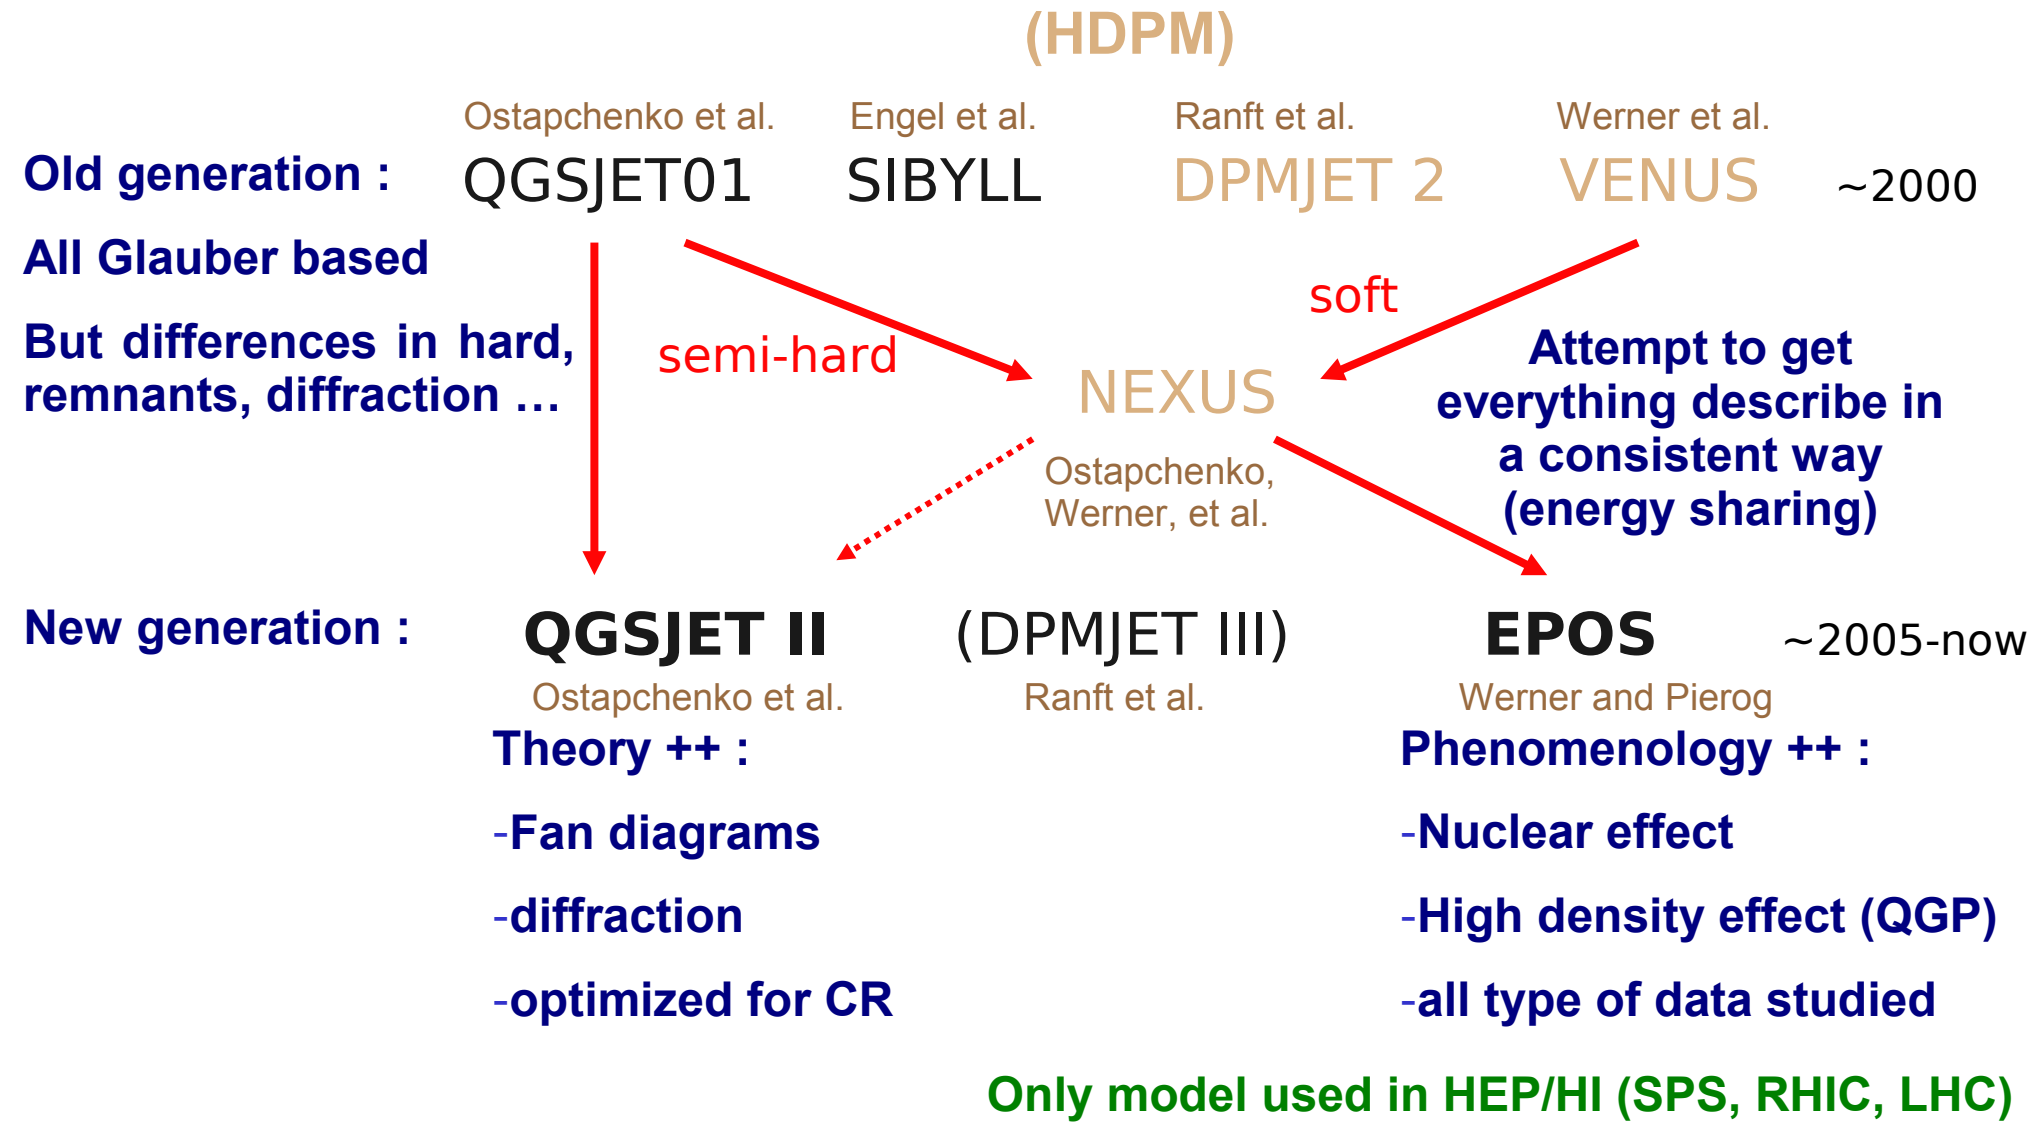 (HDPM)
Ostapchenko et al. Engel et al. Ranft et al. Werner et al.
Old generation : QGSJET01 SIBYLL DPMJET 2 VENUS ~2000
All Glauber based
But differences in hard,
remnants, diffraction …
semi-hard
soft
NEXUS
Ostapchenko,
Werner, et al.
Attempt to get
everything describe in
a consistent way
(energy sharing)
New generation : QGSJET II (DPMJET III) EPOS ~2005-now
Ostapchenko et al. Ranft et al. Werner and Pierog
Theory ++ :
-Fan diagrams
-diffraction
-optimized for CR
Phenomenology ++ :
-Nuclear effect
-High density effect (QGP)
-all type of data studied
Only model used in HEP/HI (SPS, RHIC, LHC)